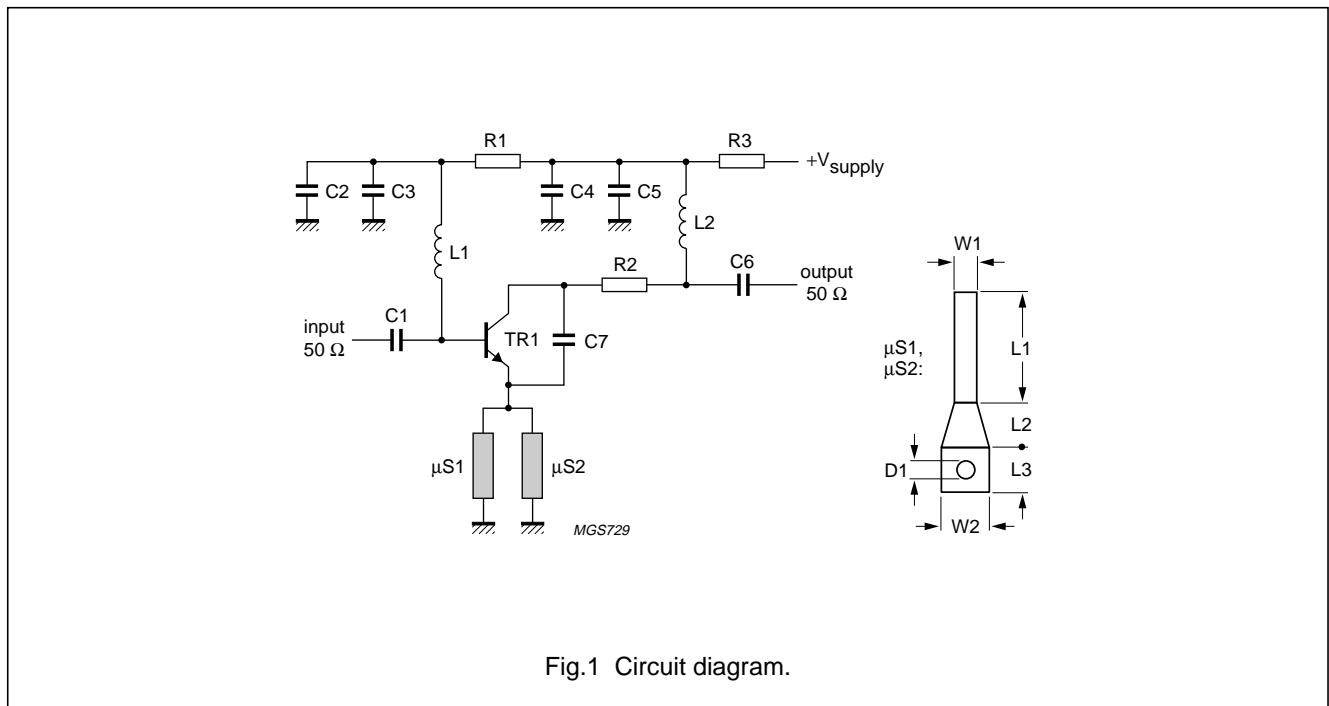 R1
R3
+Vsupply
C2
C3
C4
C5
L1
L2
R2
C6
output
50 Ω
C1
input
50 Ω
TR1
C7
μS1
μS2
MGS729
W1
μS1,
μS2:
L1
L2
D1
L3
W2
Fig.1 Circuit diagram.